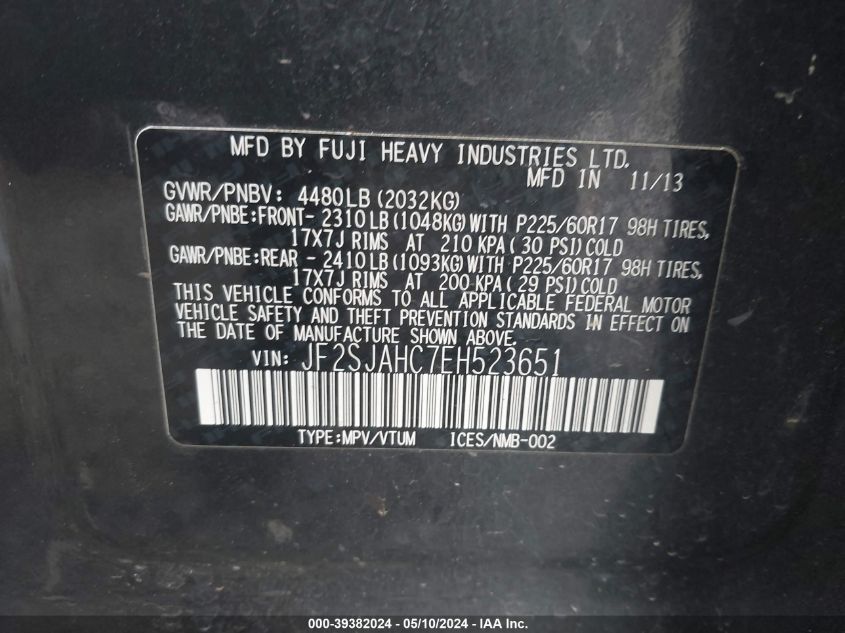 MFD BY FUJI HEAVY INDUSTRIES LTD.
MFD IN 11/13
GVWR/PNBV: 4480LB(2032KG)
GAWR/PNBE:FRONT- 2310LB(1048KG)WITH P225/60R17 98H TIRES,
17X7J RIMS AT 210 KPA(30 PSI)COLD
GAWR/PNBE:REAR - 2410LB(1093KG)WITH P225/60R17 98H TIRES,
17X7J RIMS AT 200 KPA(29 PSI)COLD
THIS VEHICLE CONFORMS TO ALL APPLICABLE FEDERAL MOTOR
VEHICLE SAFETY AND THEFT PREVENTION STANDARDS IN EFFECT ON
THE DATE OF MANUFACTURE SHOWN ABOVE.
VIN: JF2SJAHC7EH523651
TYPE:MPV/VTUM ICES/NMB-002
000-39382024 - 05/10/2024 - IAA Inc.